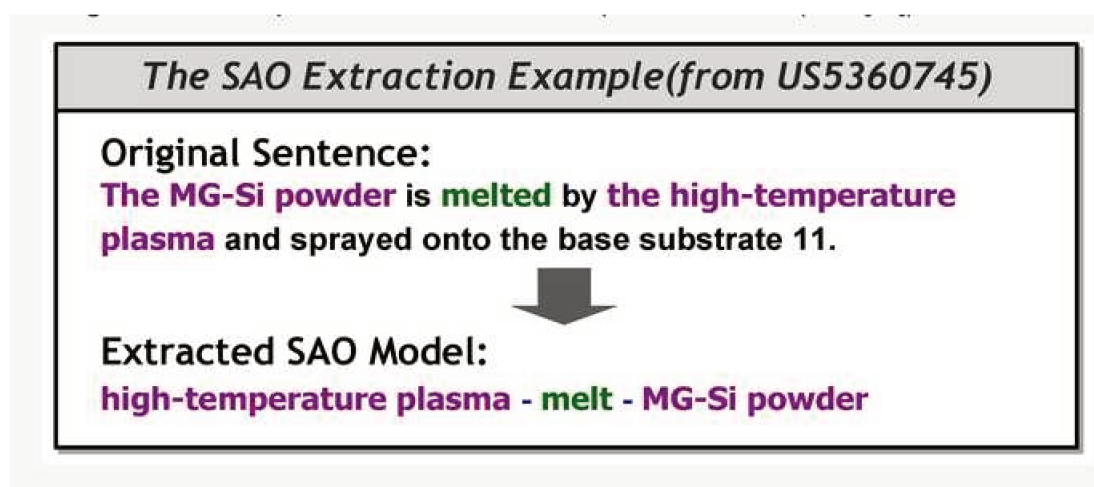 The SAO Extraction Example(from US5360745)
Original Sentence:
The MG-Si powder is melted by the high-temperature
plasma and sprayed onto the base substrate 11.
Extracted SAO Model:
high-temperature plasma - melt - MG-Si powder